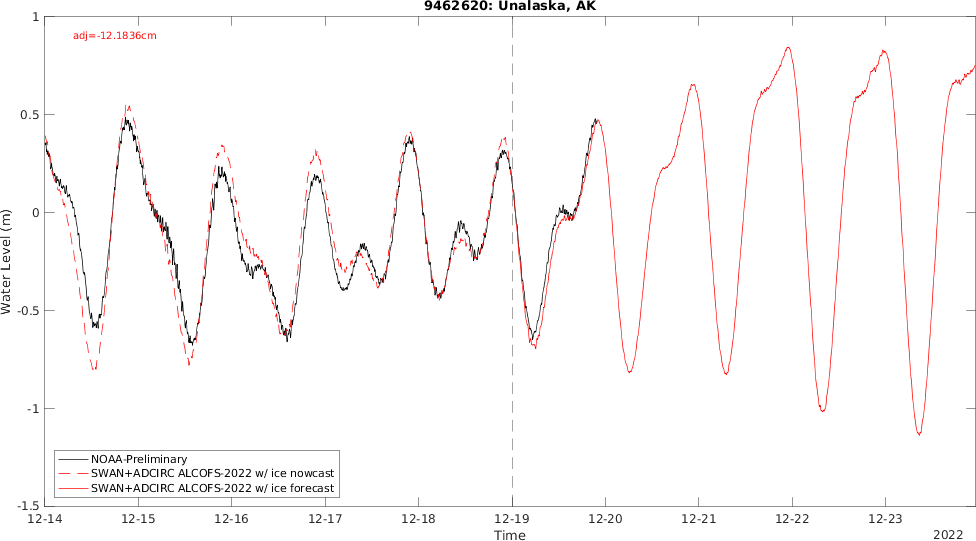 9462620: Unalaska, AK
adj=-12.1836cm
1
0.5
0
-0.5
-1
-1.5
Water Level (m)
NOAA-Preliminary
SWAN+ADCIRC ALCOFS-2022 w/ ice nowcast
SWAN+ADCIRC ALCOFS-2022 w/ ice forecast
12-14 12-15 12-16 12-17 12-18 12-19 12-20 12-21 12-22 12-23
Time
2022